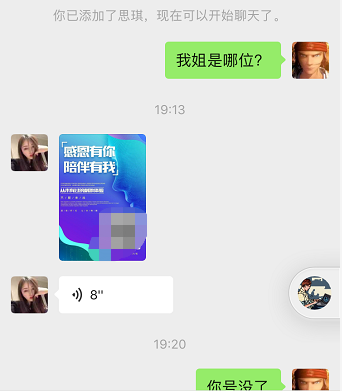 你已添加了思琪，现在可以开始聊天了。
我姐是哪位？
19:13
感恩有你
陪伴有我
8"
19:20
你号没了